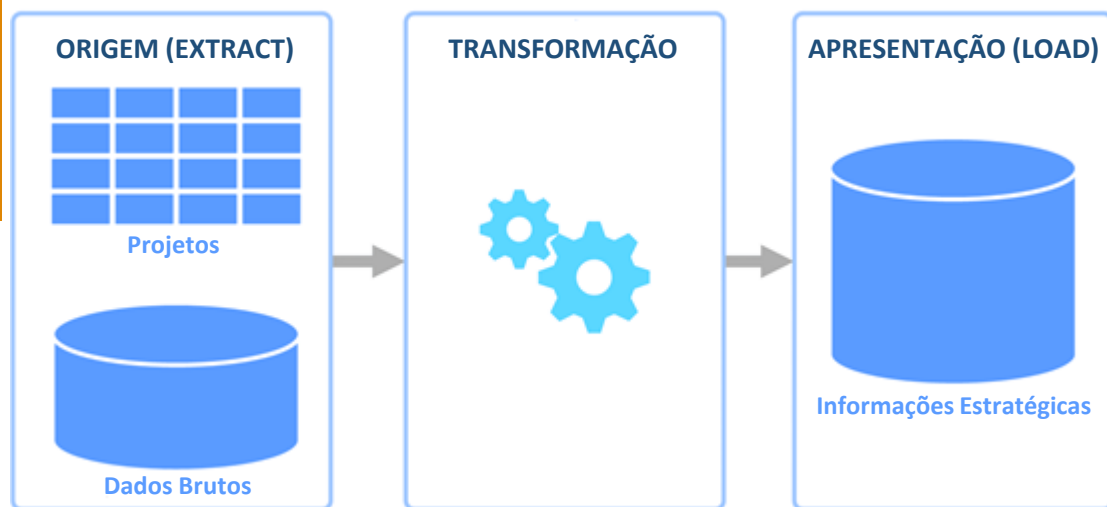 ORIGEM (EXTRACT)
Projetos
Dados Brutos
TRANSFORMAÇÃO
APRESENTAÇÃO (LOAD)
Informações Estratégicas